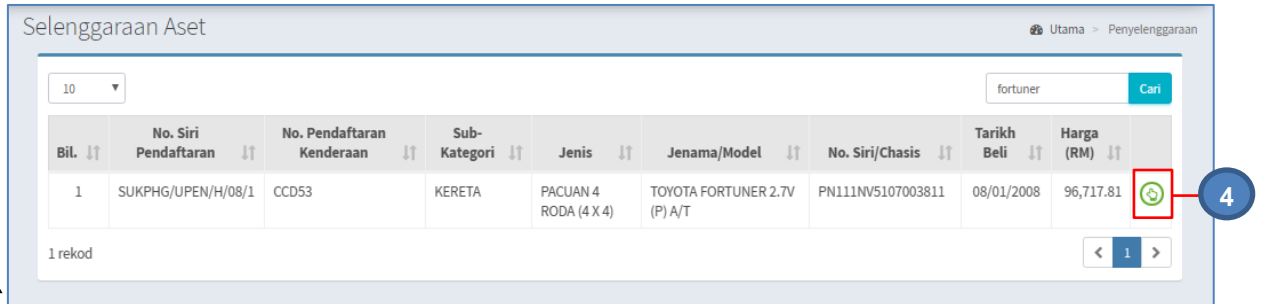 Selenggaraan Aset
Utama > Penyelenggaraan
10
fortuner
Cari
Bil.
No. Siri
Pendaftaran
No. Pendaftaran
Kenderaan
Sub-
Kategori
Jenis
Jenama/Model
No. Siri/Chasis
Tarikh
Beli
Harga
(RM)
1
SUKPHG/UPEN/H/08/1
CCD53
KERETA
PACUAN 4
RODA (4 X 4)
TOYOTA FORTUNER 2.7V
(P) A/T
PN111NV5107003811
08/01/2008
96,717.81
4
1 rekod
< 1 >